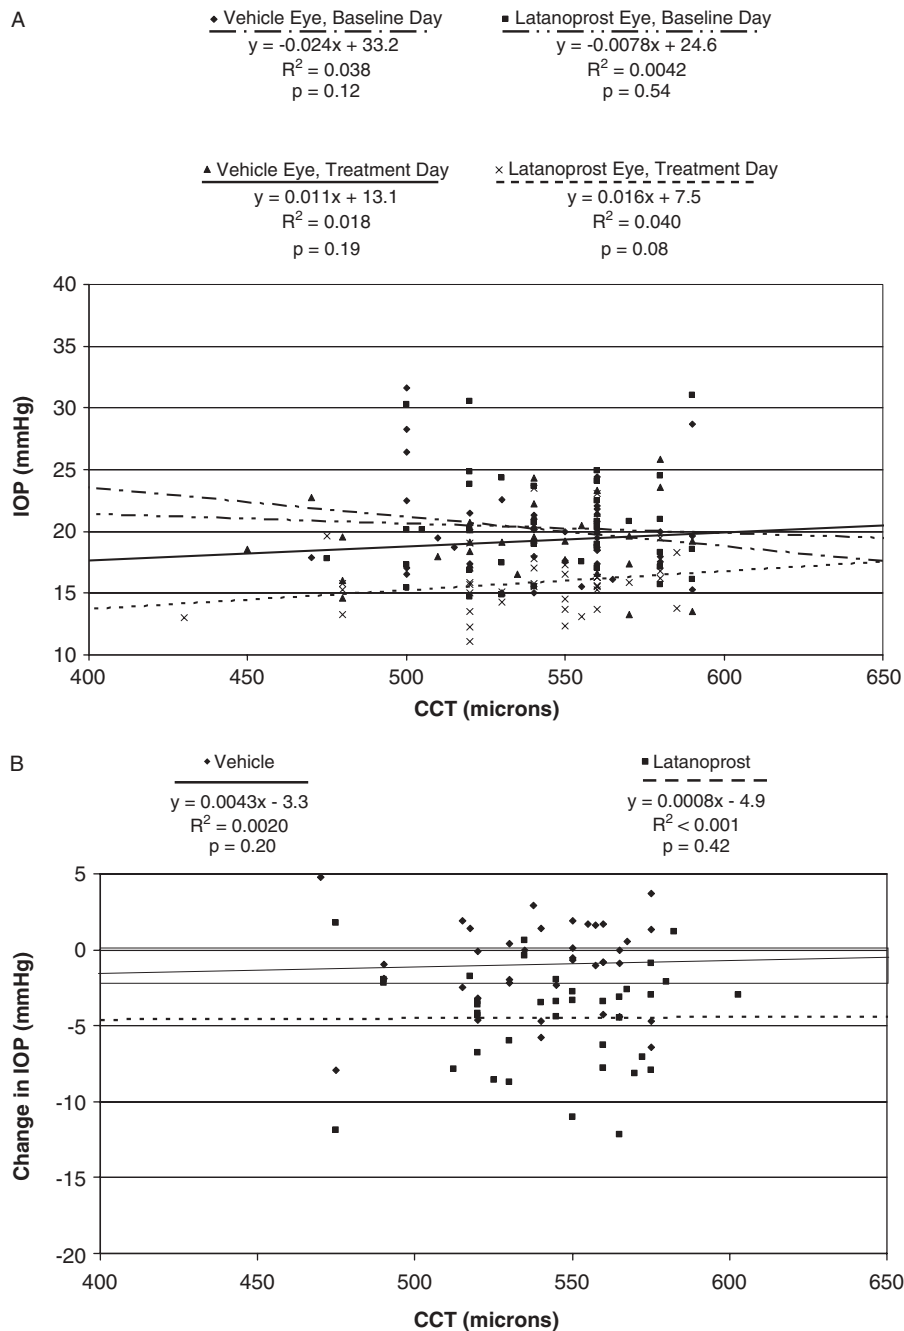 A
Vehicle Eye, Baseline Day
y = -0.024x + 33.2
R² = 0.038
p = 0.12
Latanoprost Eye, Baseline Day
y = -0.0078x + 24.6
R² = 0.0042
p = 0.54
Vehicle Eye, Treatment Day
y = 0.011x + 13.1
R² = 0.018
p = 0.19
Latanoprost Eye, Treatment Day
y = 0.016x + 7.5
R² = 0.040
p = 0.08
IOP (mmHg)
40
35
30
25
20
15
10
400 450 500 550 600 650
CCT (microns)
B
Vehicle
y = 0.0043x - 3.3
R² = 0.0020
p = 0.20
Latanoprost
y = 0.0008x - 4.9
R² < 0.001
p = 0.42
Change in IOP (mmHg)
5
0
-5
-10
-15
-20
400 450 500 550 600 650
CCT (microns)